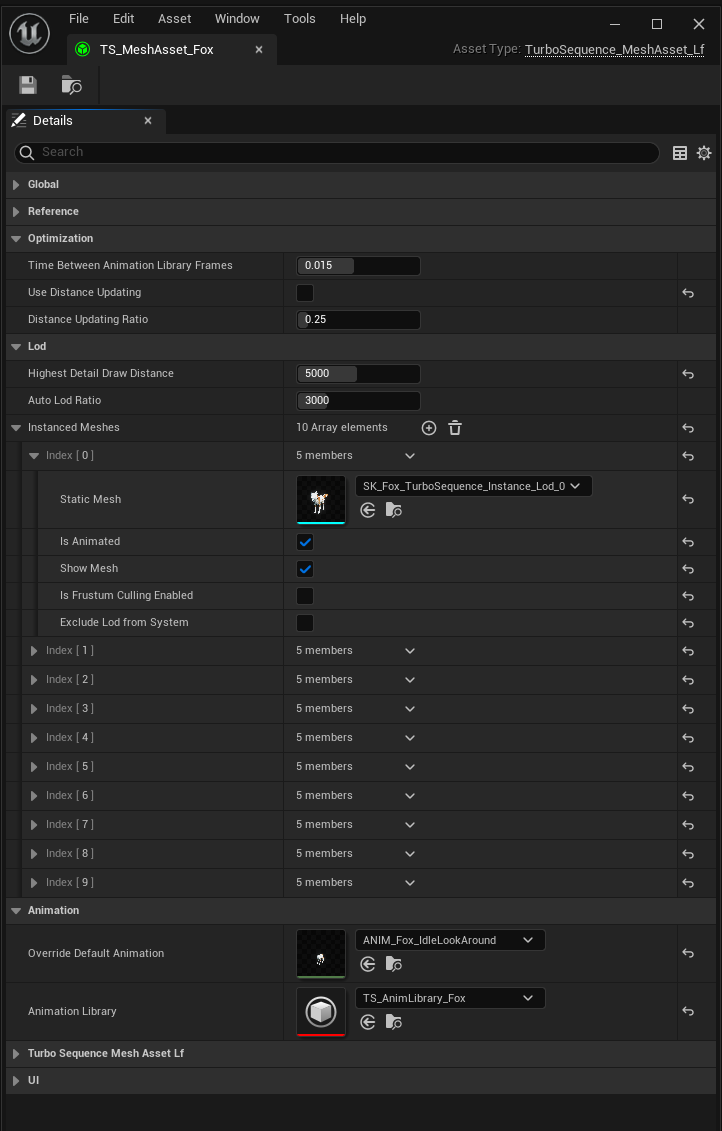 File Edit Asset Window Tools Help
TS_MeshAsset_Fox
Asset Type: TurboSequence_MeshAsset_Lf
Details
Search
Global
Reference
Optimization
Time Between Animation Library Frames 0.015
Use Distance Updating
Distance Updating Ratio 0.25
Lod
Highest Detail Draw Distance 5000
Auto Lod Ratio 3000
Instanced Meshes 10 Array elements
Index [ 0 ] 5 members
Static Mesh SK_Fox_TurboSequence_Instance_Lod_0
Is Animated
Show Mesh
Is Frustum Culling Enabled
Exclude Lod from System
Index [ 1 ] 5 members
Index [ 2 ] 5 members
Index [ 3 ] 5 members
Index [ 4 ] 5 members
Index [ 5 ] 5 members
Index [ 6 ] 5 members
Index [ 7 ] 5 members
Index [ 8 ] 5 members
Index [ 9 ] 5 members
Animation
Override Default Animation ANIM_Fox_IdleLookAround
Animation Library TS_AnimLibrary_Fox
Turbo Sequence Mesh Asset Lf
UI